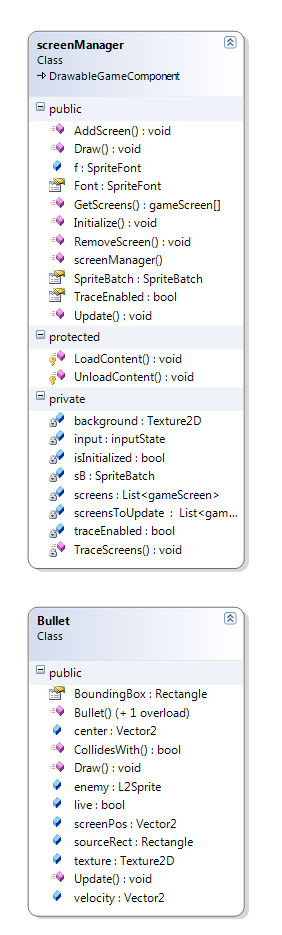 screenManager
Class
DrawableGameComponent
public
AddScreen() : void
Draw() : void
f : SpriteFont
Font : SpriteFont
GetScreens() : gameScreen[]
Initialize() : void
RemoveScreen() : void
screenManager()
SpriteBatch : SpriteBatch
TraceEnabled : bool
Update() : void
protected
LoadContent() : void
UnloadContent() : void
private
background : Texture2D
input : inputState
isInitialized : bool
sB : SpriteBatch
screens : List<gameScreen>
screensToUpdate : List<gam...
traceEnabled : bool
TraceScreens() : void
Bullet
Class
public
BoundingBox : Rectangle
Bullet() (+ 1 overload)
center : Vector2
CollidesWith() : bool
Draw() : void
enemy : L2Sprite
live : bool
screenPos : Vector2
sourceRect : Rectangle
texture : Texture2D
Update() : void
velocity : Vector2